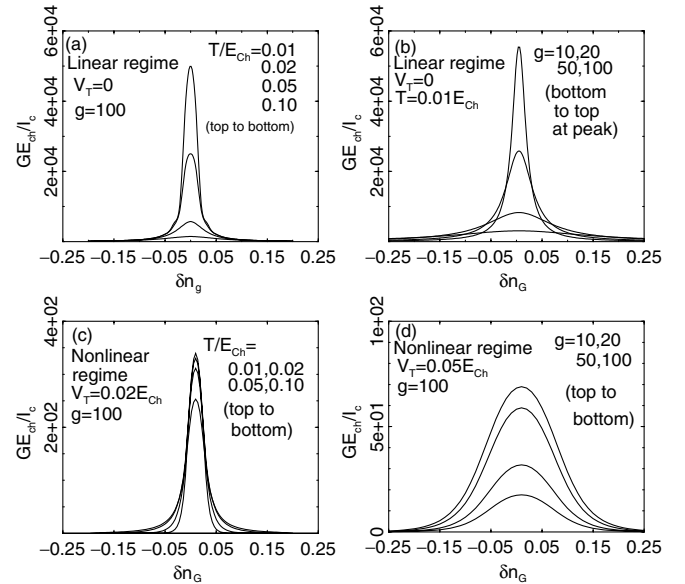 (a)
Linear regime
V_T=0
g=100
T/E_Ch=0.01
0.02
0.05
0.10
(top to bottom)
GE_ch/I_c
2e+04
4e+04
6e+04
−0.25 −0.15 −0.05 0.05 0.15 0.25
δn_g
(b)
Linear regime
V_T=0
T=0.01E_Ch
g=10,20
50,100
(bottom
to top
at peak)
GE_ch/I_c
2e+04
4e+04
6e+04
−0.25 −0.15 −0.05 0.05 0.15 0.25
δn_G
(c)
Nonlinear
regime
V_T=0.02E_Ch
g=100
T/E_Ch=
0.01,0.02
0.05,0.10
(top to
bottom)
GE_ch/I_c
2e+02
4e+02
−0.25 −0.15 −0.05 0.05 0.15 0.25
δn_G
(d)
Nonlinear regime
V_T=0.05E_Ch
g=100
g=10,20
50,100
(top to
bottom)
GE_ch/I_c
0
5e+01
1e+02
−0.25 −0.15 −0.05 0.05 0.15 0.25
δn_G